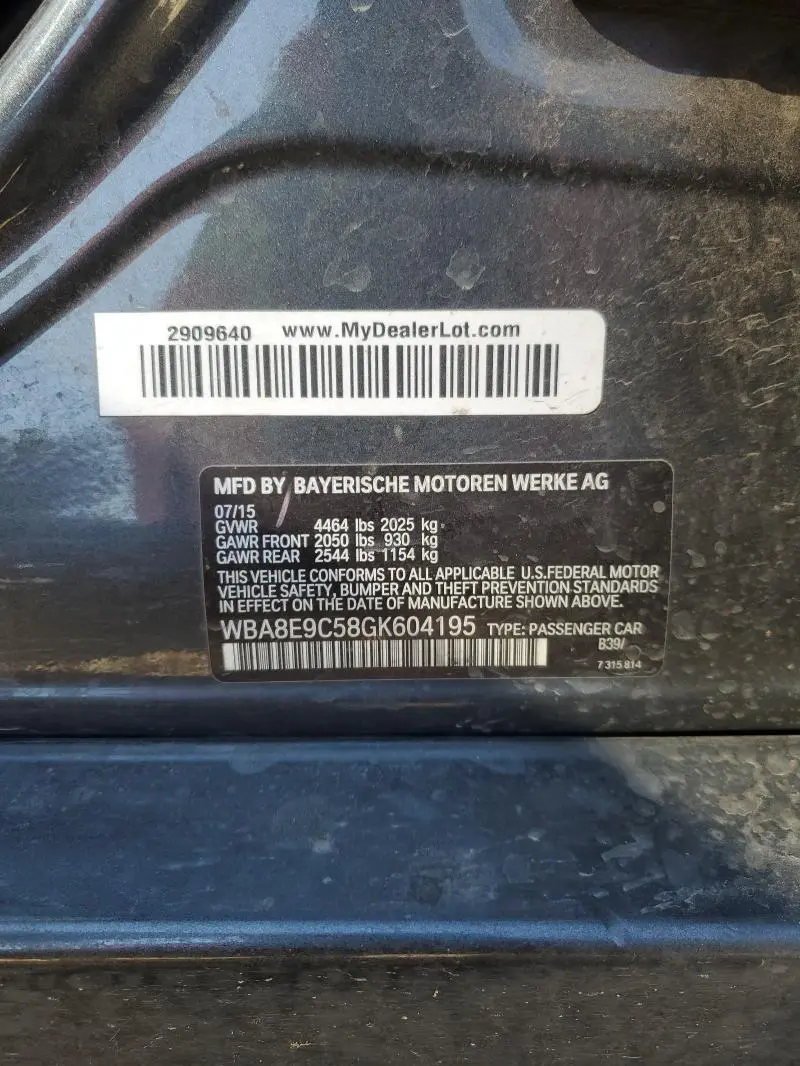 2909640 www.MyDealerLot.com
MFD BY BAYERISCHE MOTOREN WERKE AG
07/15
GVWR 4464 lbs 2025 kg
GAWR FRONT 2050 lbs 930 kg
GAWR REAR 2544 lbs 1154 kg
THIS VEHICLE CONFORMS TO ALL APPLICABLE U.S.FEDERAL MOTOR
VEHICLE SAFETY, BUMPER AND THEFT PREVENTION STANDARDS
IN EFFECT ON THE DATE OF MANUFACTURE SHOWN ABOVE.
WBA8E9C58GK604195 TYPE: PASSENGER CAR
B39/
7 315 814